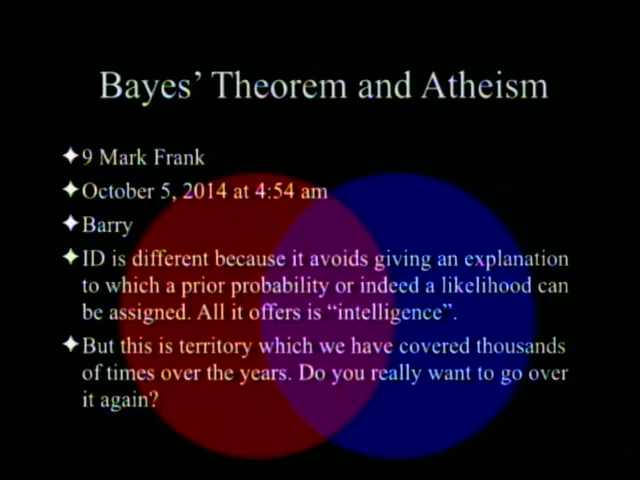 Bayes’ Theorem and Atheism
9 Mark Frank
October 5, 2014 at 4:54 am
Barry
ID is different because it avoids giving an explanation
to which a prior probability or indeed a likelihood can
be assigned. All it offers is “intelligence”.
But this is territory which we have covered thousands
of times over the years. Do you really want to go over
it again?